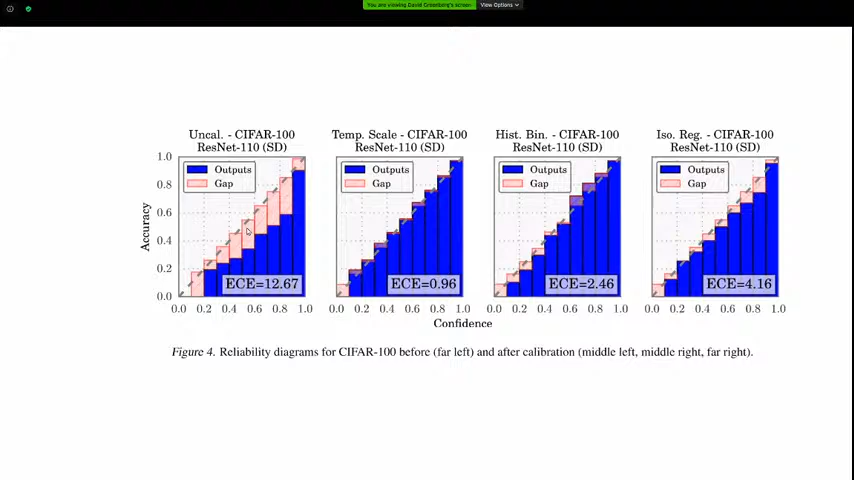 You are viewing David Greenberg's screen View Options
Uncal. - CIFAR-100
ResNet-110 (SD)
Temp. Scale - CIFAR-100
ResNet-110 (SD)
Hist. Bin. - CIFAR-100
ResNet-110 (SD)
Iso. Reg. - CIFAR-100
ResNet-110 (SD)
Accuracy
1.0
0.8
0.6
0.4
0.2
0.0
Outputs
Gap
ECE=12.67
0.0 0.2 0.4 0.6 0.8 1.0
Outputs
Gap
ECE=0.96
0.0 0.2 0.4 0.6 0.8 1.0
Outputs
Gap
ECE=2.46
0.0 0.2 0.4 0.6 0.8 1.0
Outputs
Gap
ECE=4.16
0.0 0.2 0.4 0.6 0.8 1.0
Confidence
Figure 4. Reliability diagrams for CIFAR-100 before (far left) and after calibration (middle left, middle right, far right).